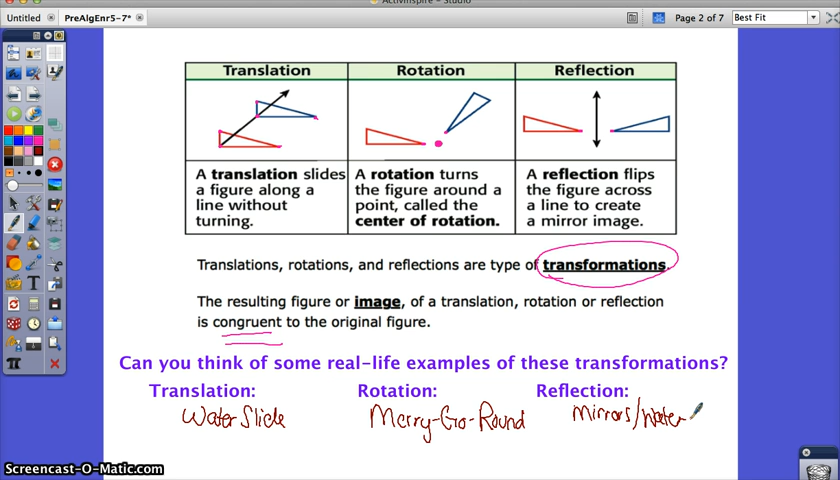 ActivInspire – Studio
Untitled
PreAlgEnr5-7*
Page 2 of 7
Best Fit
Translation
Rotation
Reflection
A translation slides
a figure along a
line without
turning.
A rotation turns
the figure around a
point, called the
center of rotation.
A reflection flips
the figure across
a line to create
a mirror image.
Translations, rotations, and reflections are type of transformations.
The resulting figure or image, of a translation, rotation or reflection
is congruent to the original figure.
Can you think of some real-life examples of these transformations?
Translation:
Rotation:
Reflection:
Water Slide
Merry-Go-Round
Mirrors/Water
Screencast-O-Matic.com